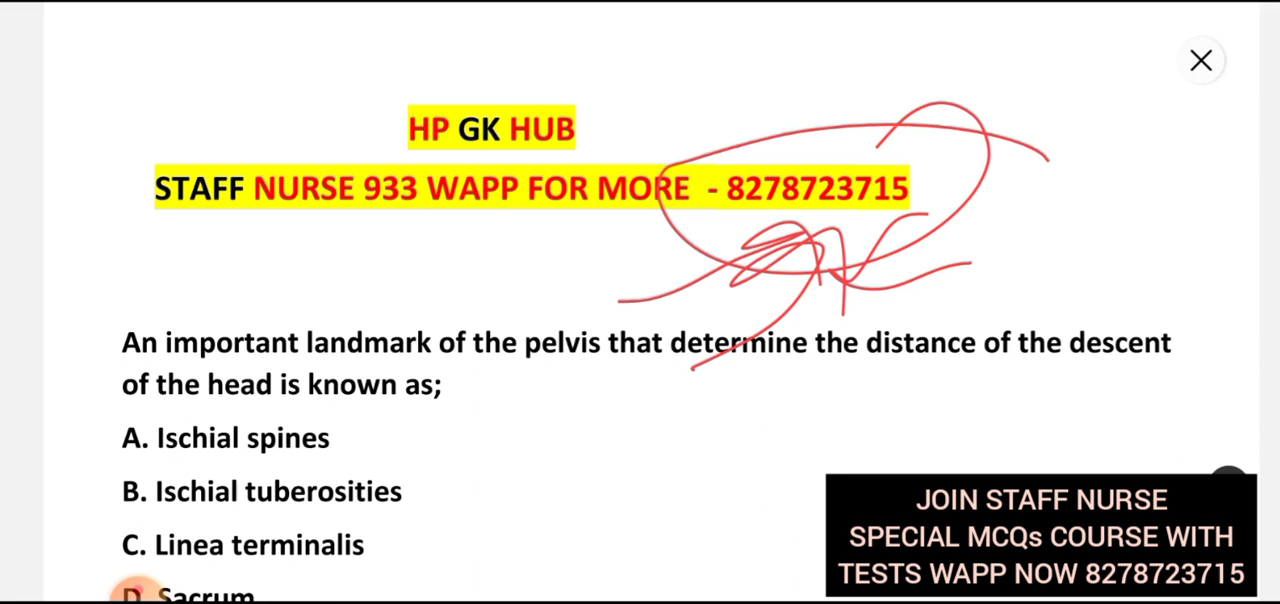 HP GK HUB
STAFF NURSE 933 WAPP FOR MORE - 8278723715
An important landmark of the pelvis that determine the distance of the descent
of the head is known as;
A. Ischial spines
B. Ischial tuberosities
C. Linea terminalis
D. Sacrum
JOIN STAFF NURSE
SPECIAL MCQs COURSE WITH
TESTS WAPP NOW 8278723715